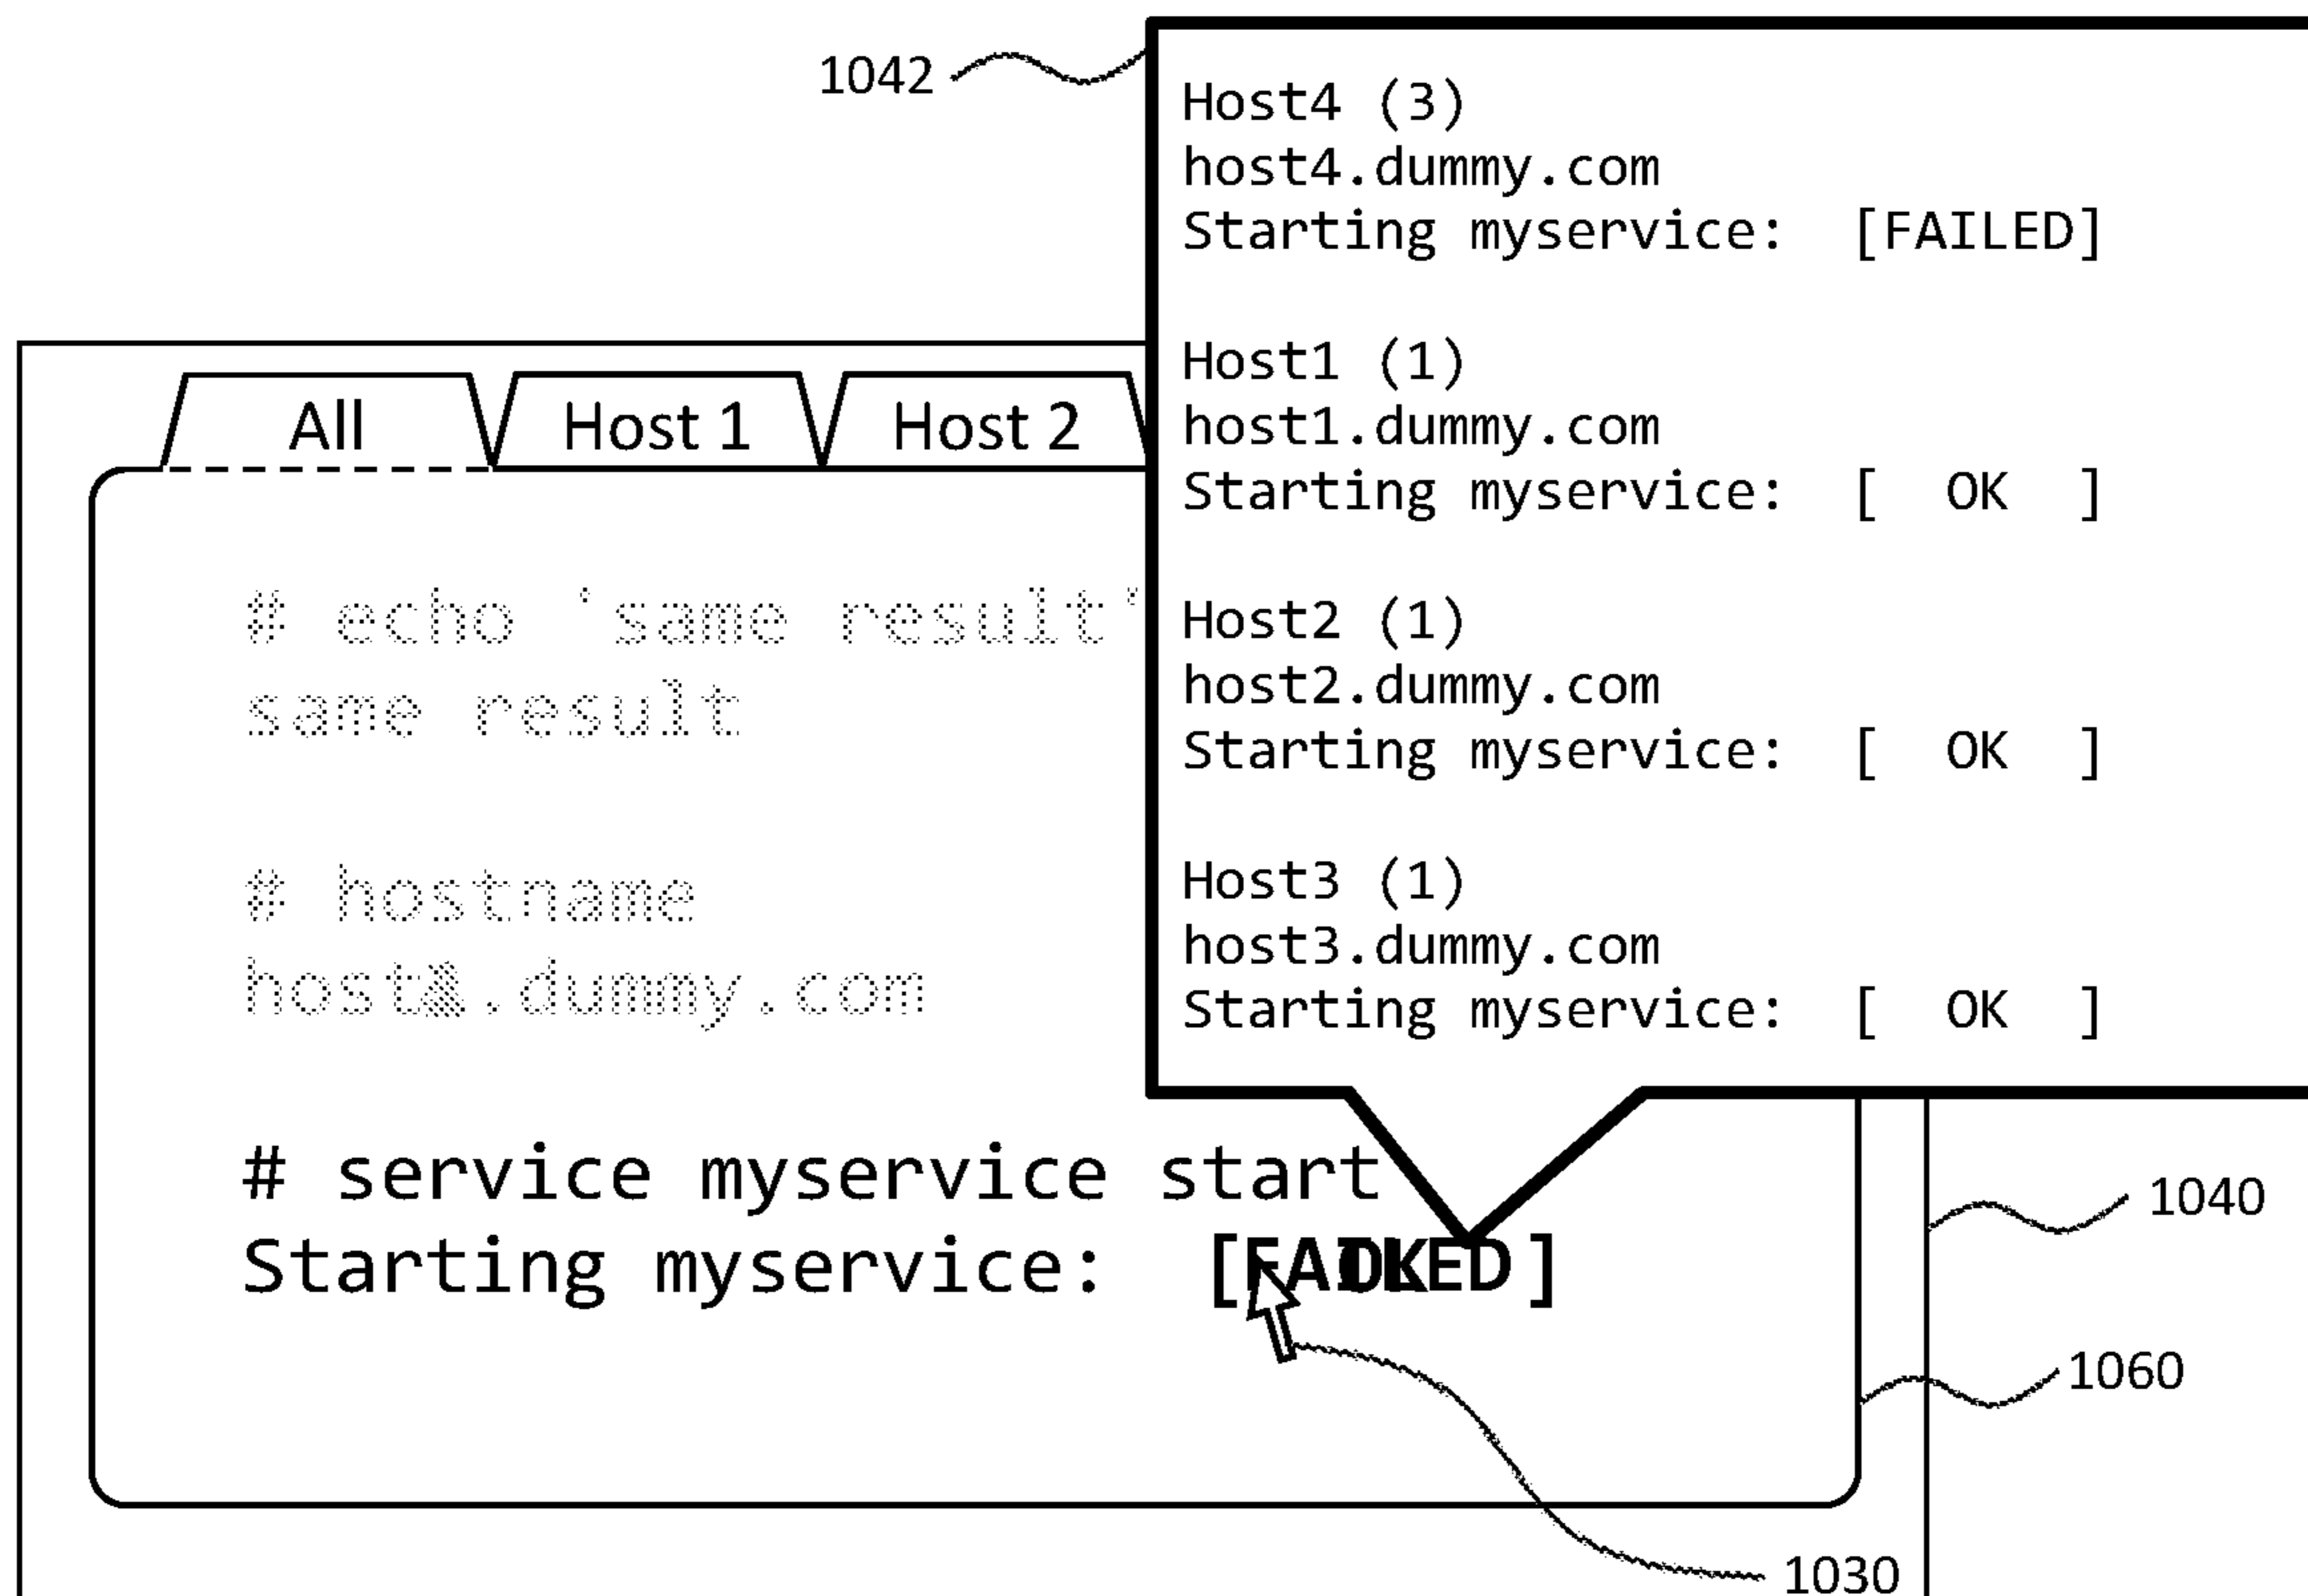 1042
Host4 (3)
host4.dummy.com
Starting myservice:  [FAILED]
Host1 (1)
host1.dummy.com
Starting myservice:  [  OK  ]
Host2 (1)
host2.dummy.com
Starting myservice:  [  OK  ]
Host3 (1)
host3.dummy.com
Starting myservice:  [  OK  ]
All
Host 1
Host 2
# echo 'same result'
same result
# hostname
host .dummy.com
# service myservice start
Starting myservice:
1040
1060
1030